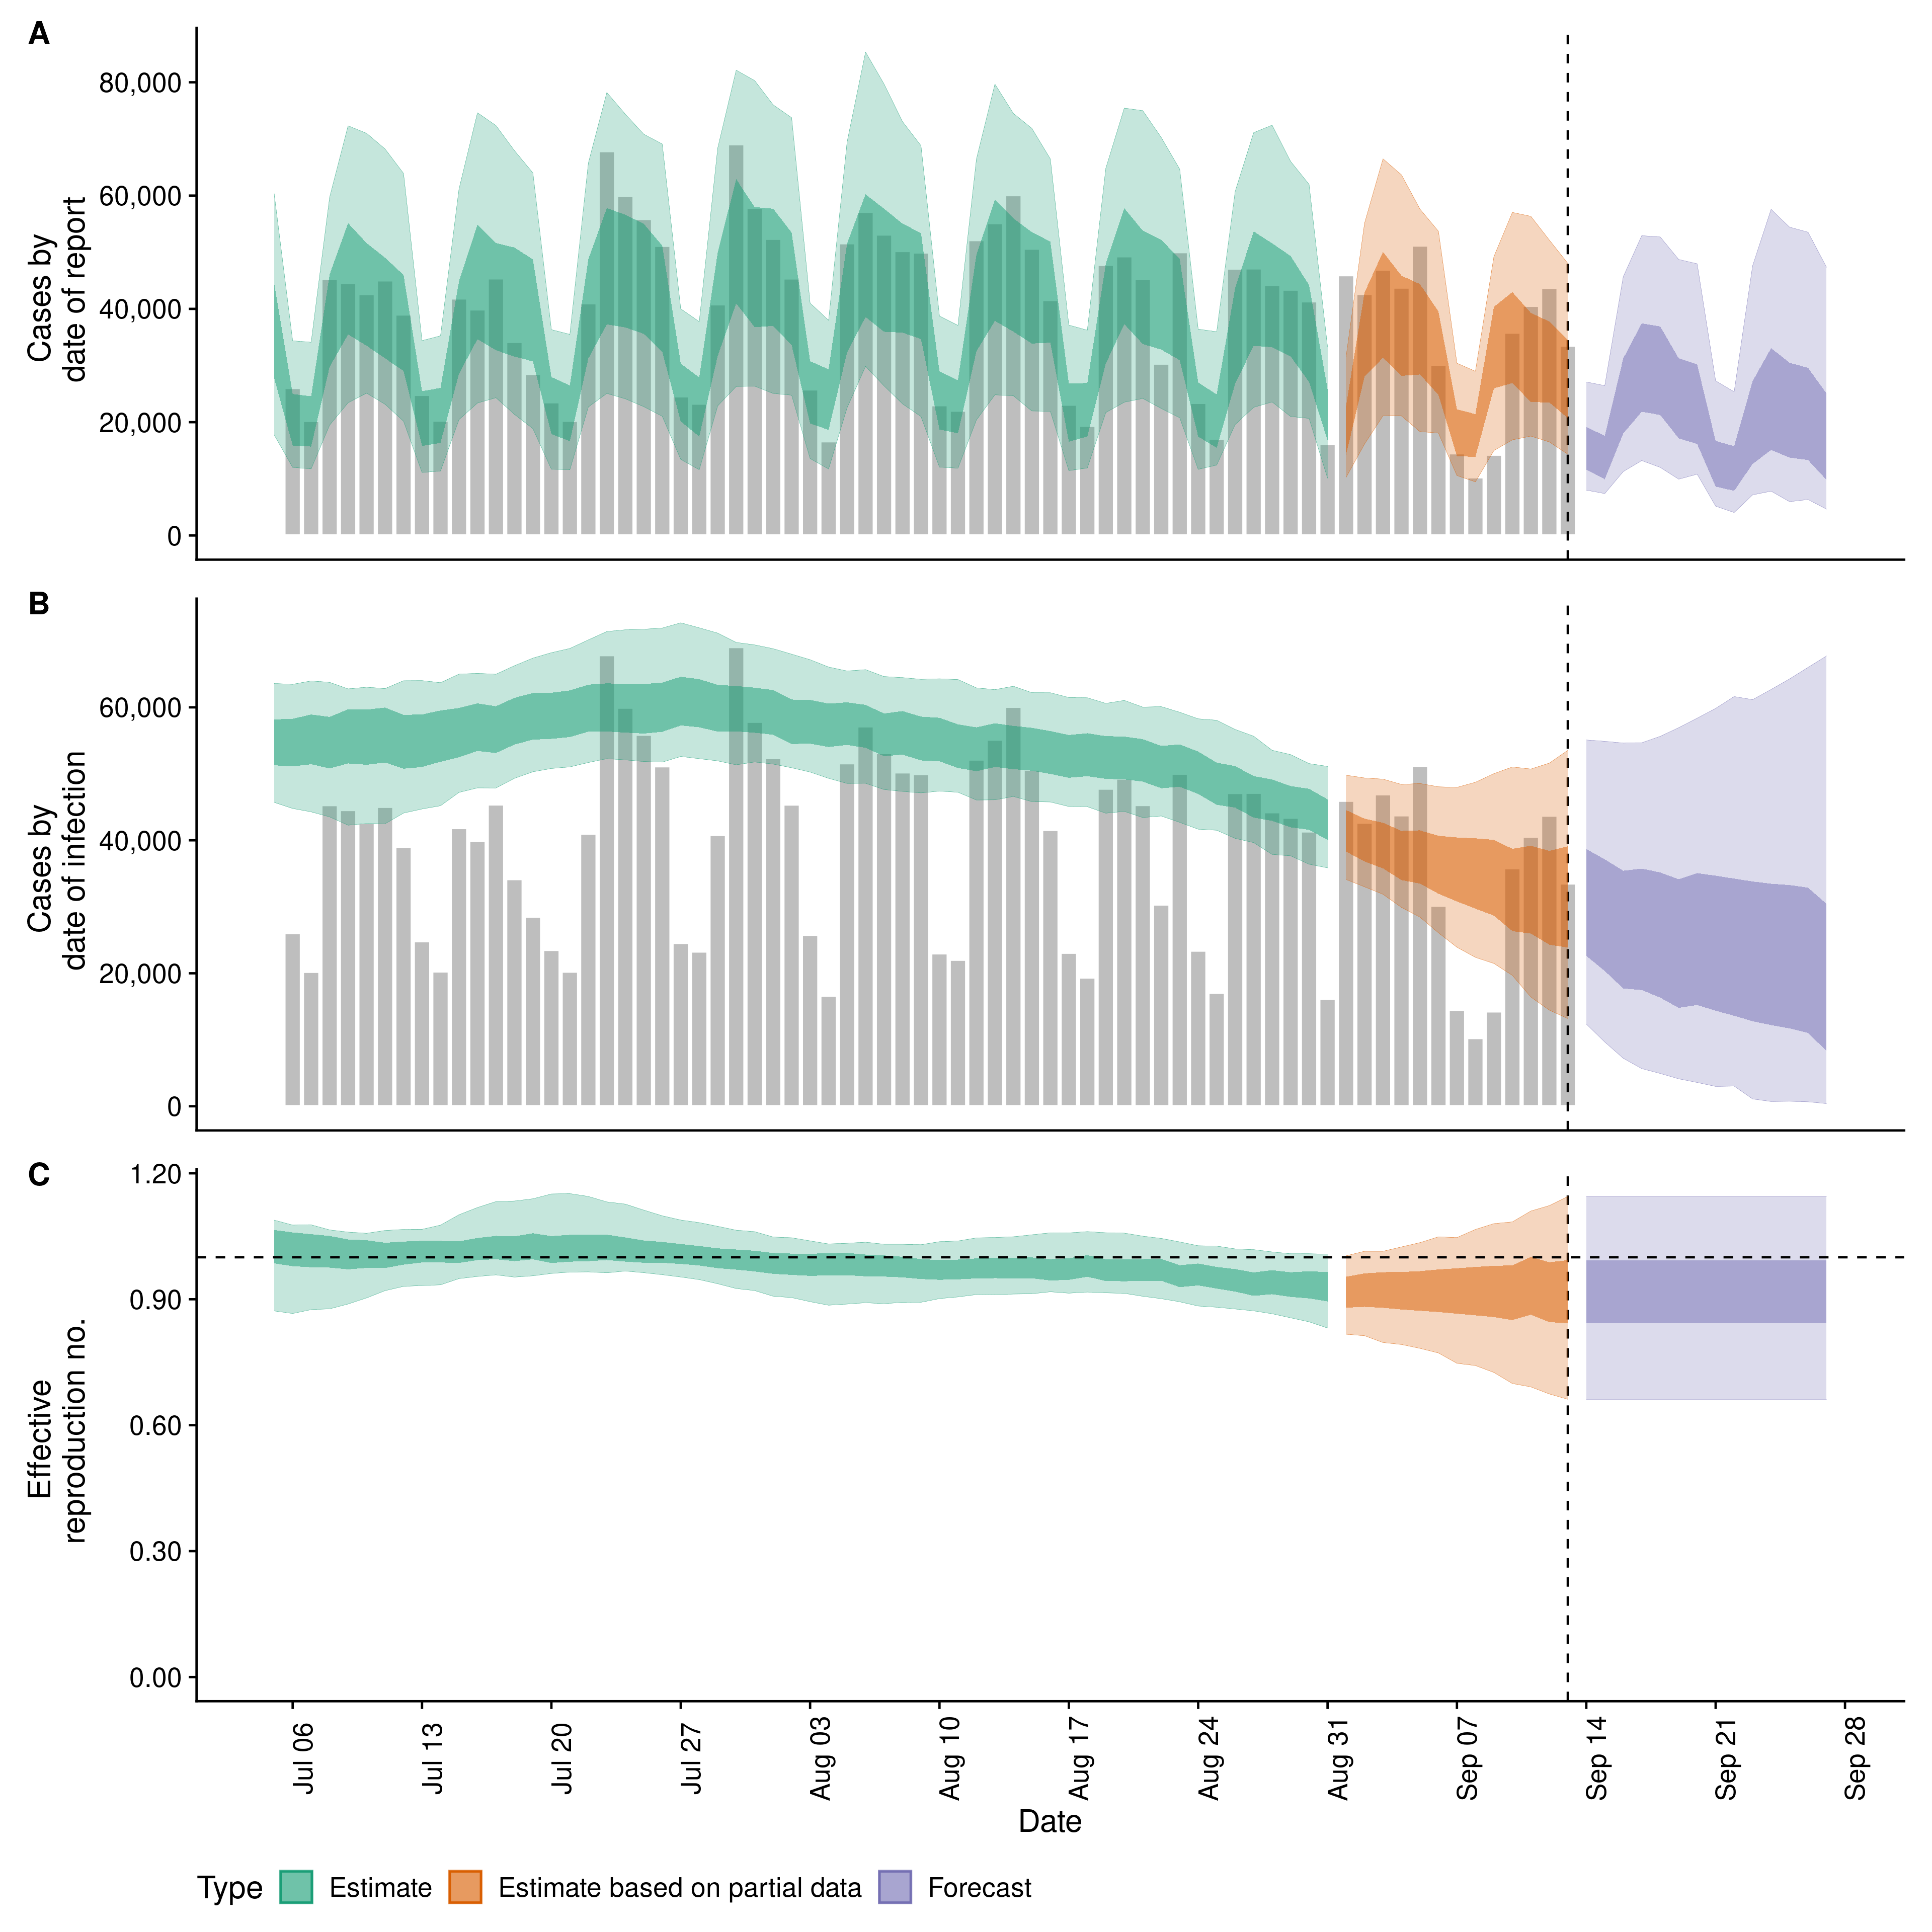 A
Cases by
date of report
80,000
60,000
40,000
20,000
0
B
Cases by
date of infection
60,000
40,000
20,000
0
C
Effective
reproduction no.
1.20
0.90
0.60
0.30
0.00
Jul 06
Jul 13
Jul 20
Jul 27
Aug 03
Aug 10
Aug 17
Aug 24
Aug 31
Sep 07
Sep 14
Sep 21
Sep 28
Date
Type Estimate Estimate based on partial data Forecast